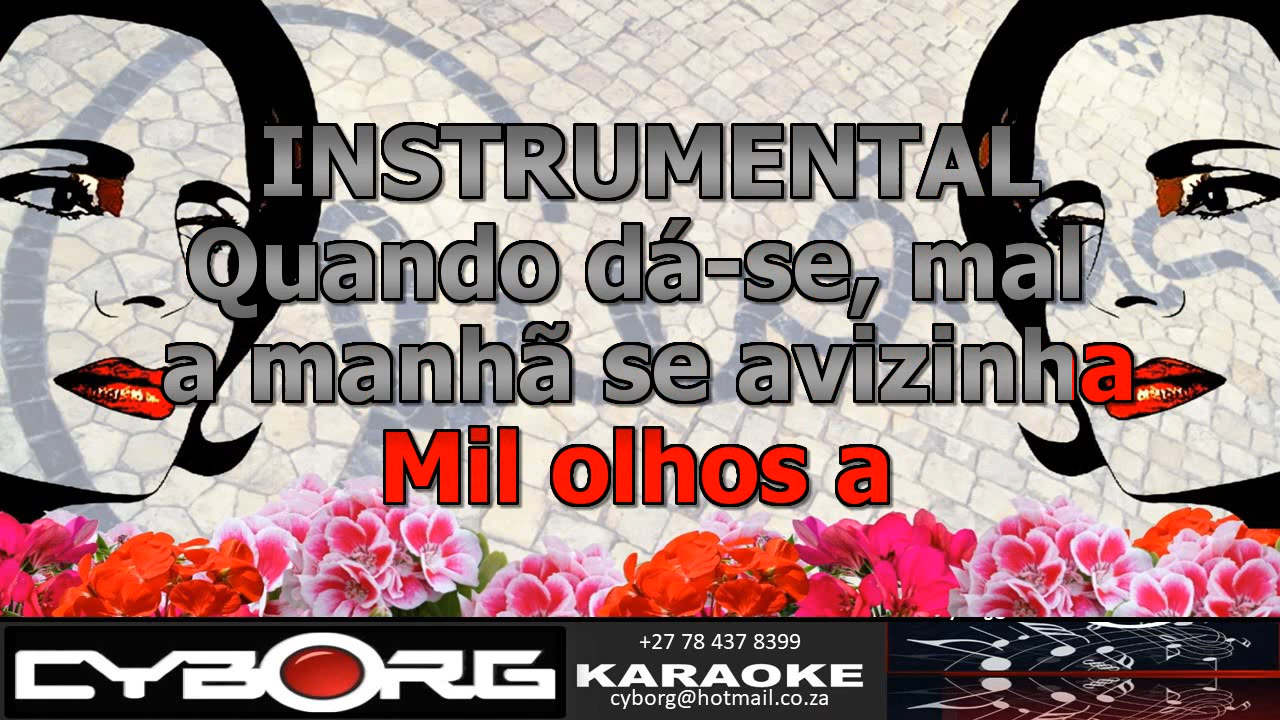 INSTRUMENTAL
Quando dá-se, mal
a manhã se avizinha
Mil olhos a
CYBORG
+27 78 437 8399
KARAOKE
cyborg@hotmail.co.za